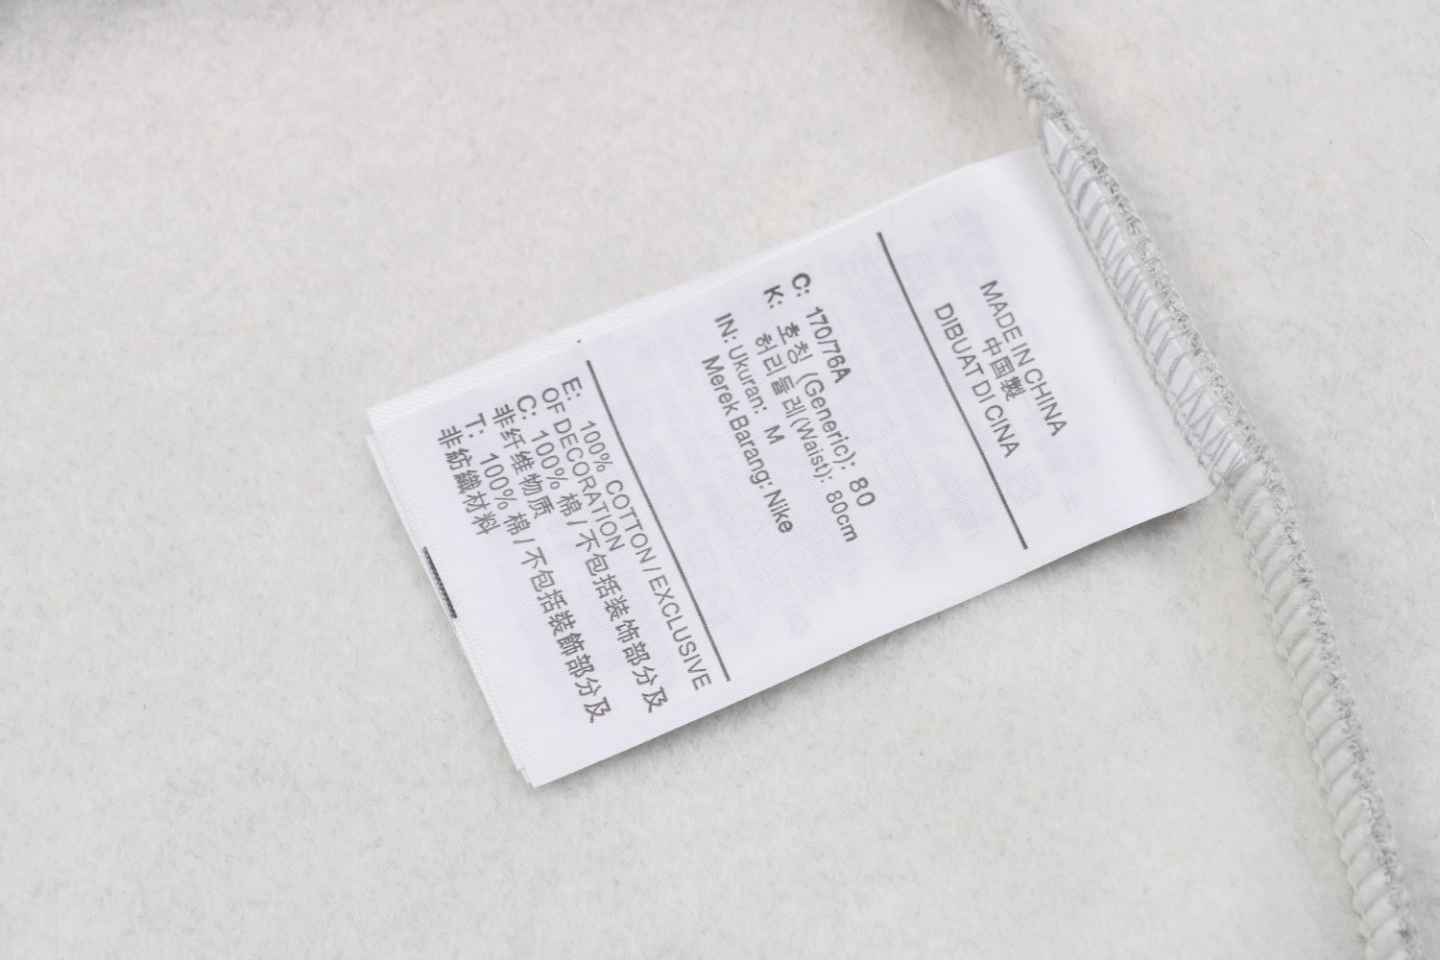 MADE IN CHINA
中国製
DIBUAT DI CINA
C: 170/76A
K: 호칭 (Generic): 80
허리둘레(Waist): 80cm
IN: Ukuran: M
Merek Barang: Nike
E: 100% COTTON / EXCLUSIVE
OF DECORATION
C: 100% 棉 / 不包括装饰部分及
非纤维物质
T: 100% 棉 / 不包括裝飾部分及
非紡織材料